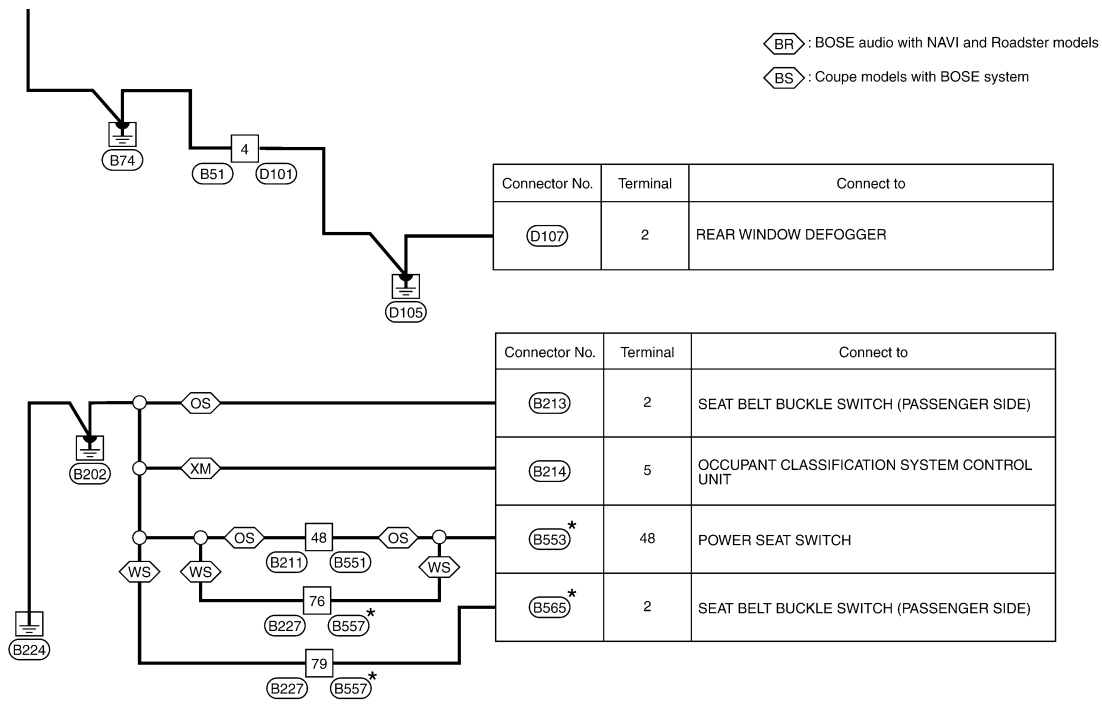 BR : BOSE audio with NAVI and Roadster models
BS : Coupe models with BOSE system
B74
4
B51 D101
D105
Connector No. Terminal Connect to
D107 2 REAR WINDOW DEFOGGER
Connector No. Terminal Connect to
OS B213 2 SEAT BELT BUCKLE SWITCH (PASSENGER SIDE)
B202
XM B214 5 OCCUPANT CLASSIFICATION SYSTEM CONTROL
UNIT
OS 48 OS B553* 48 POWER SEAT SWITCH
B211 B551
WS WS WS
76
B227 B557*
B565* 2 SEAT BELT BUCKLE SWITCH (PASSENGER SIDE)
B224
79
B227 B557*